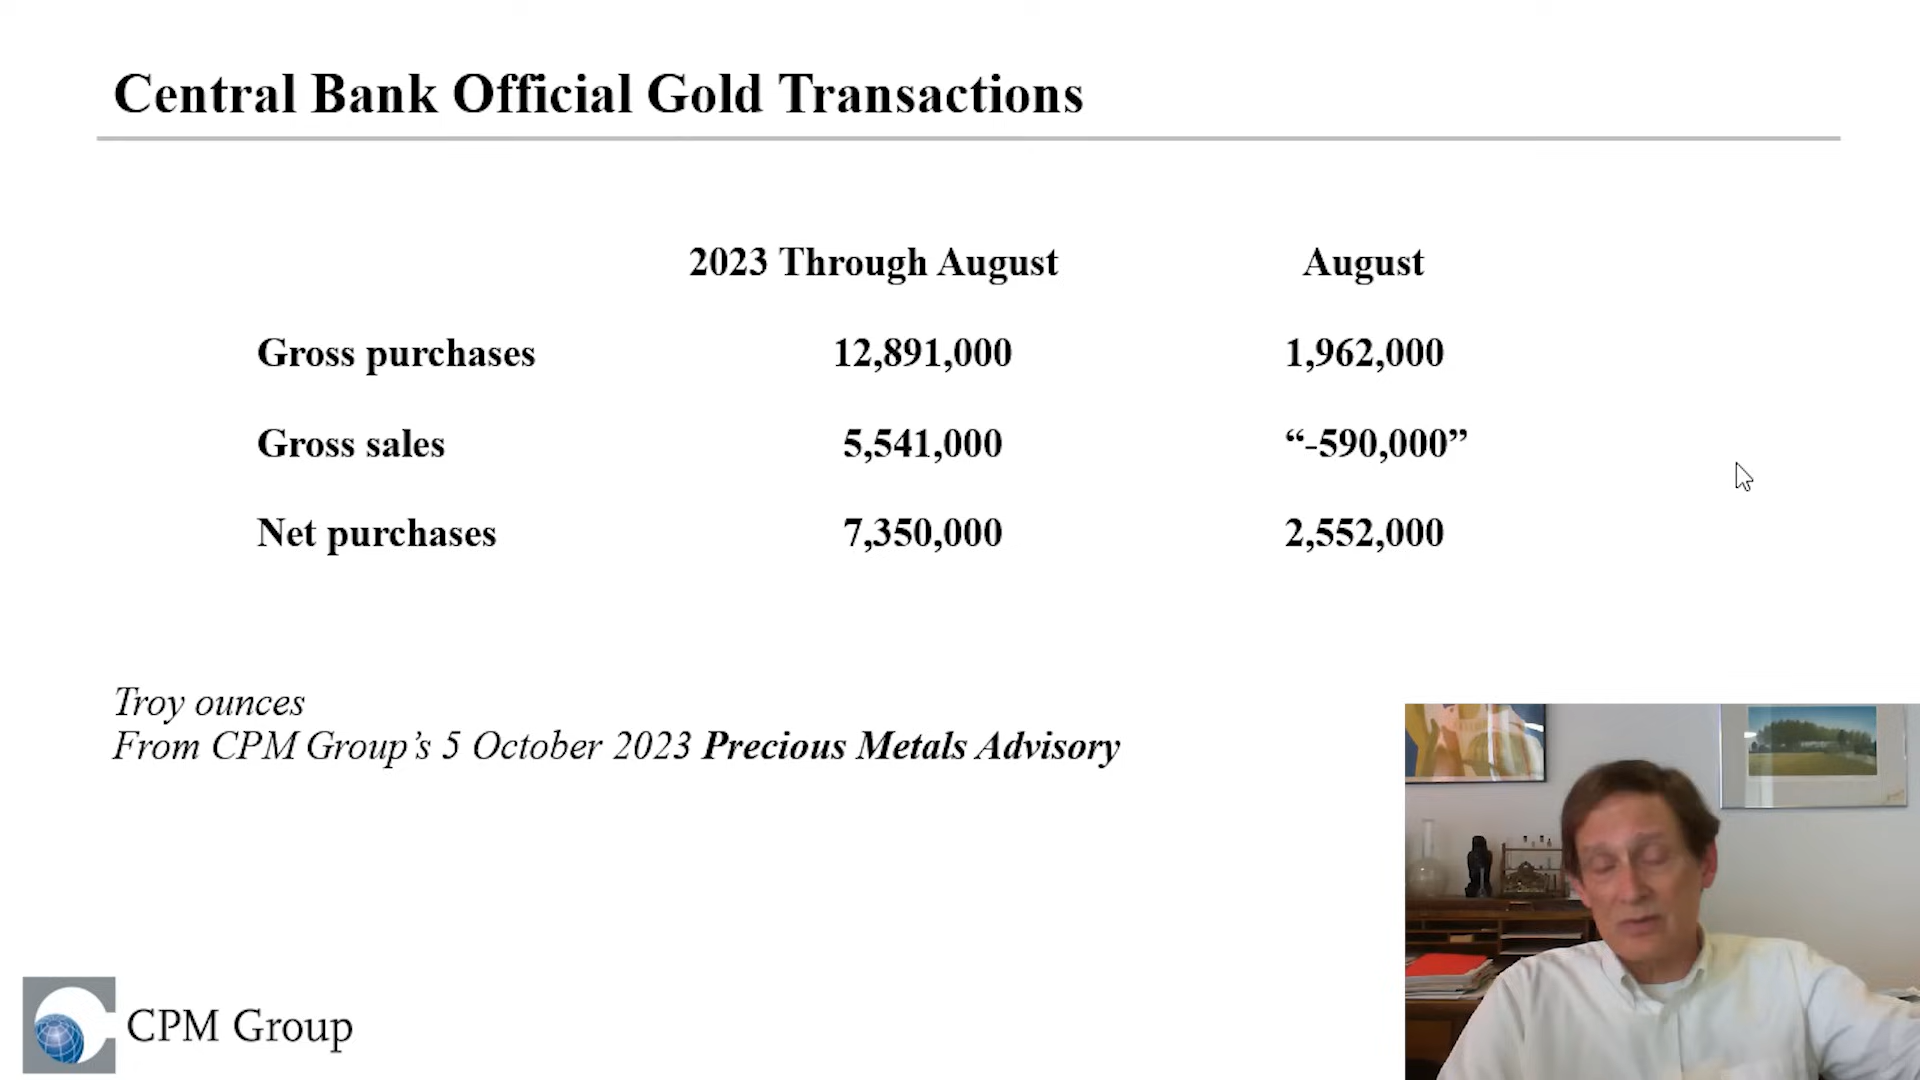 Central Bank Official Gold Transactions
2023 Through August August
Gross purchases 12,891,000 1,962,000
Gross sales 5,541,000 “-590,000”
Net purchases 7,350,000 2,552,000
Troy ounces
From CPM Group’s 5 October 2023 Precious Metals Advisory
CPM Group